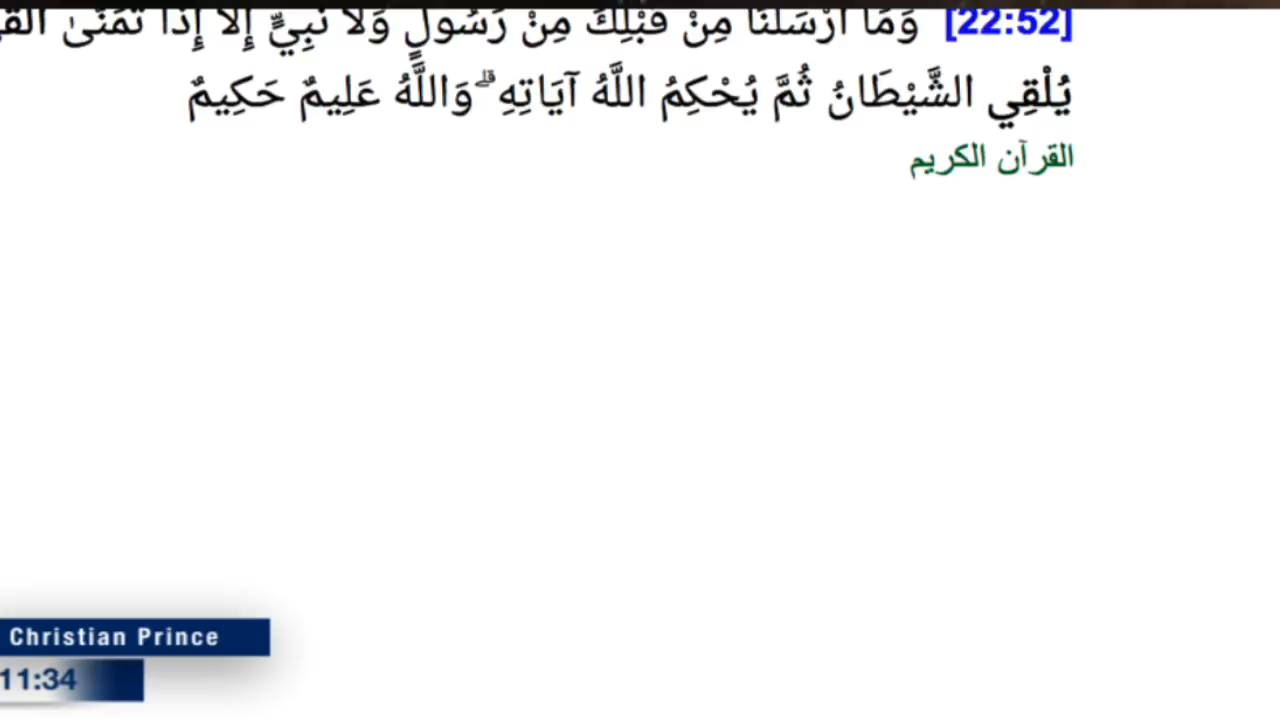 [22:52] وَمَا أَرْسَلْنَا مِنْ قَبْلِكَ مِنْ رَسُولٍ وَلَا نَبِيٍّ إِلَّا إِذَا تَمَنَّىٰ
يُلْقِي الشَّيْطَانُ ثُمَّ يُحْكِمُ اللَّهُ آيَاتِهِ ۗ وَاللَّهُ عَلِيمٌ حَكِيمٌ
القرآن الكريم
Christian Prince
11:34